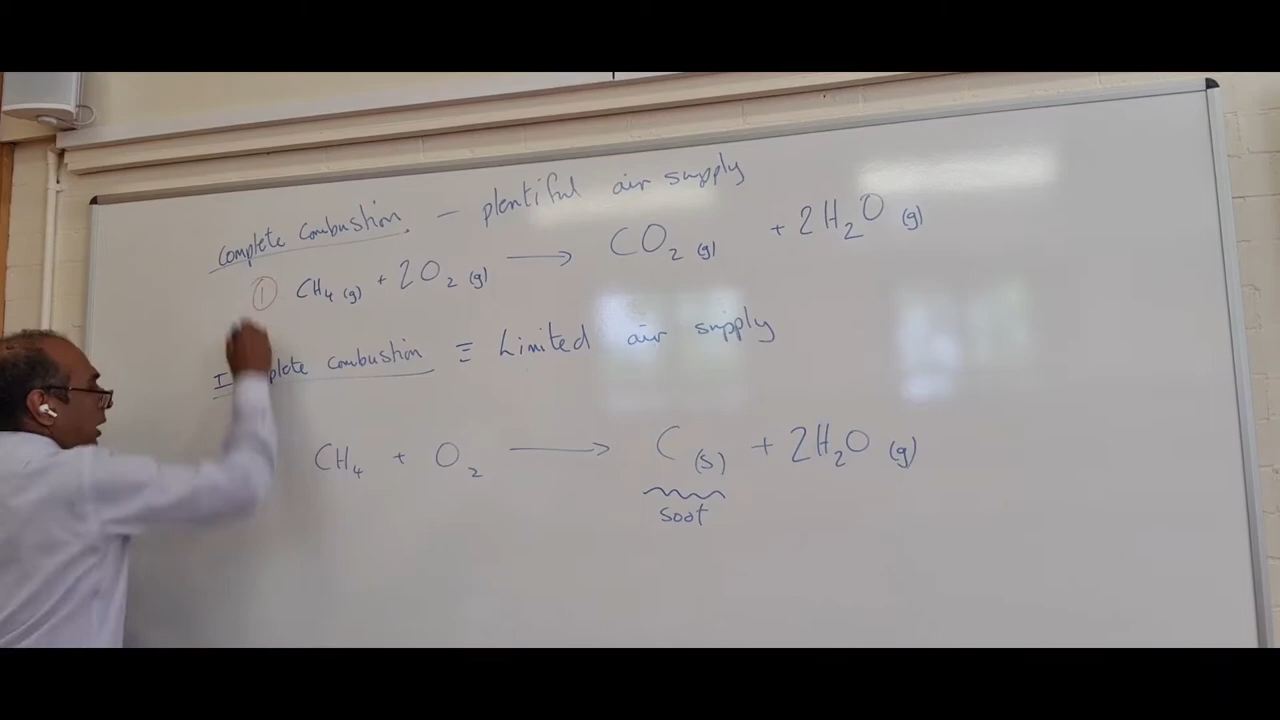 Complete Combustion. – plentiful air supply
① CH₄ (g) + 2O₂ (g) ⟶ CO₂ (g) + 2H₂O (g)
I plete combustion ≡ Limited air supply
CH₄ + O₂ ⟶ C (s) + 2H₂O (g)
soot